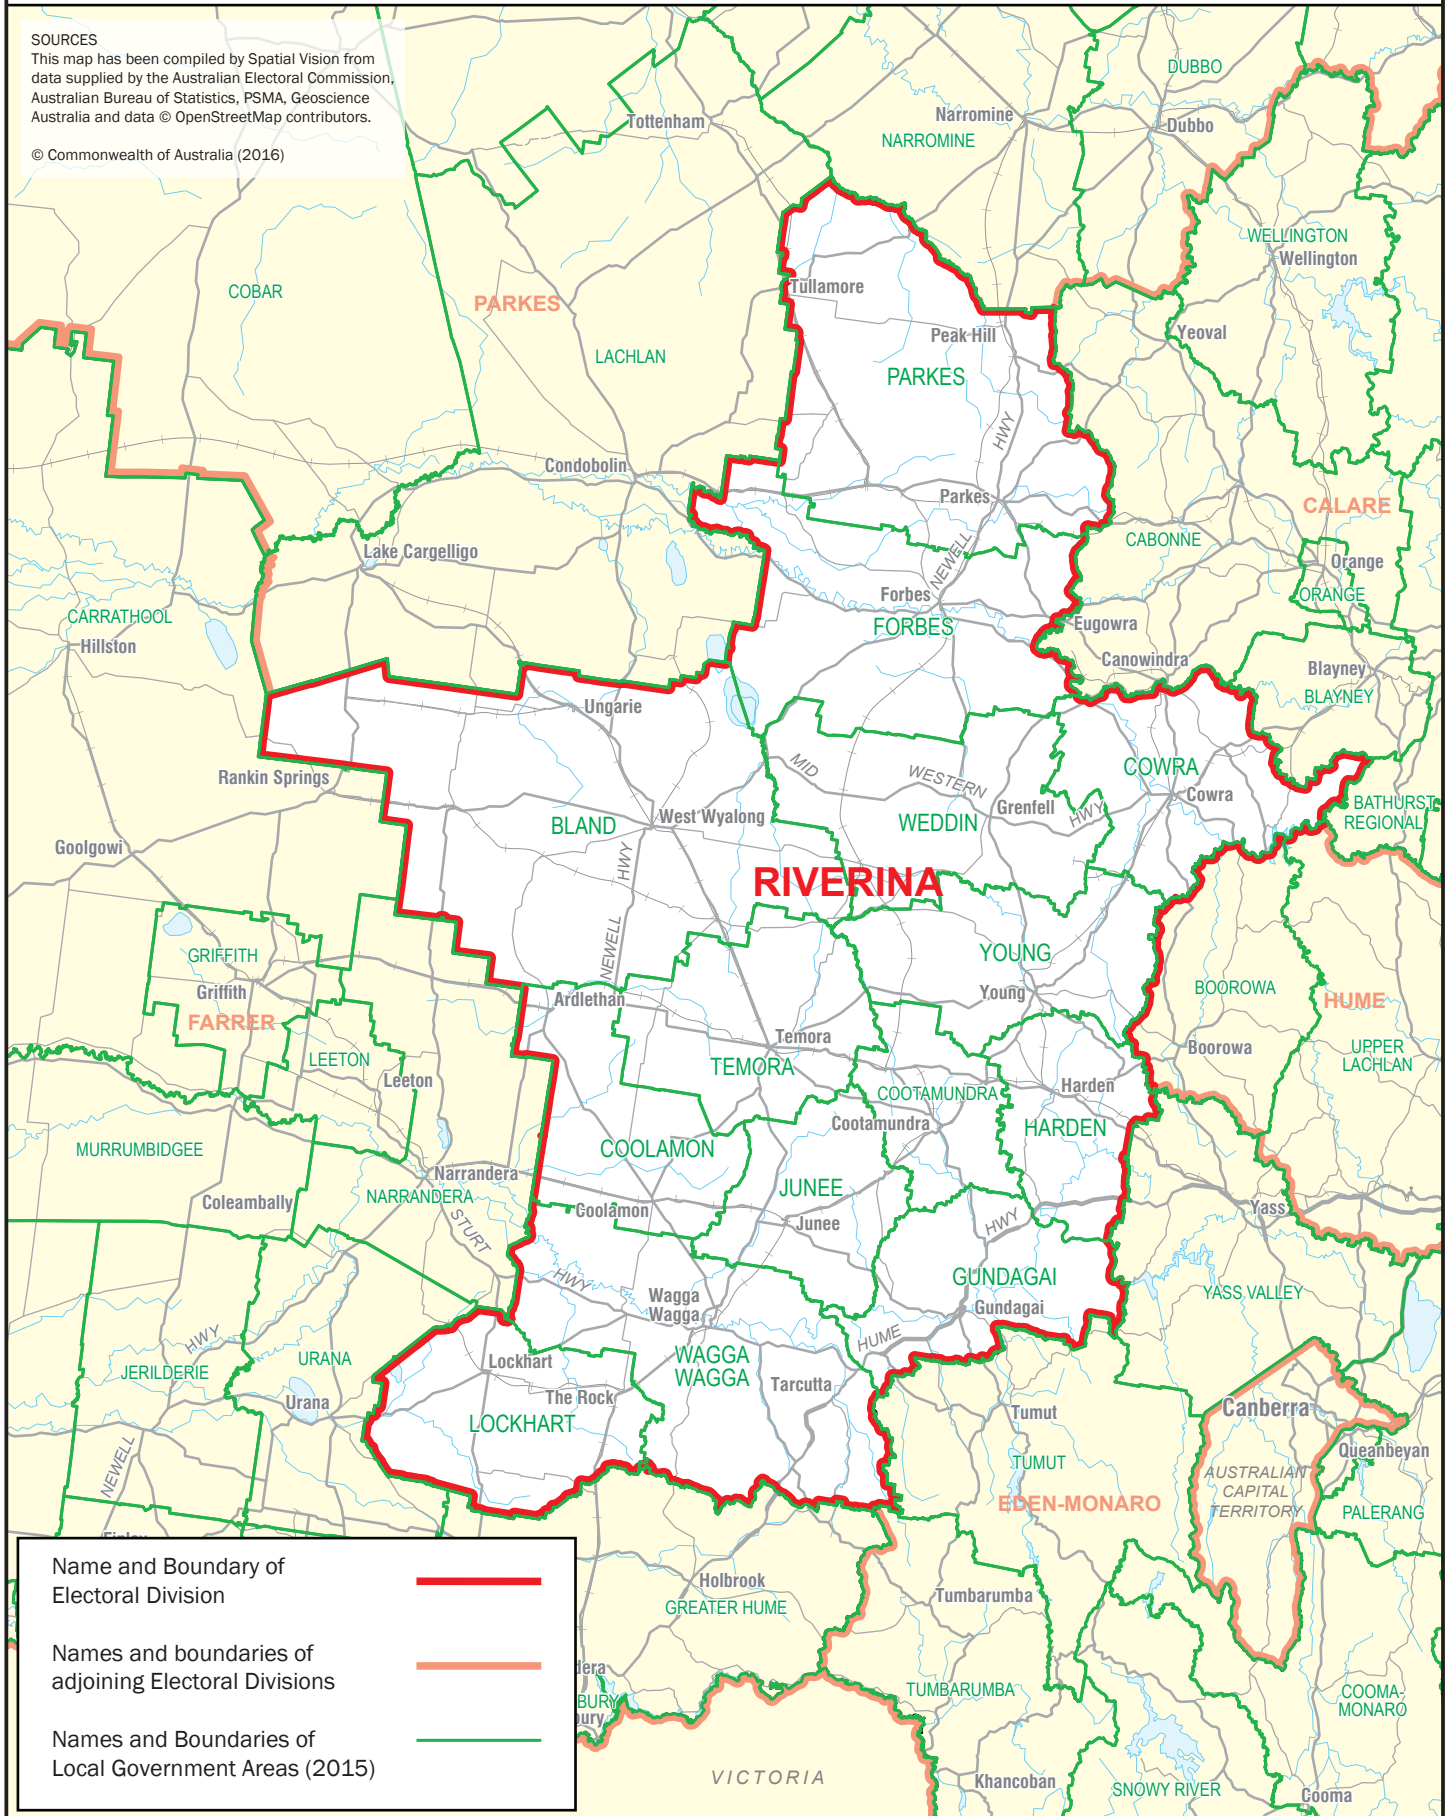 SOURCES
This map has been compiled by Spatial Vision from
data supplied by the Australian Electoral Commission,
Australian Bureau of Statistics, PSMA, Geoscience
Australia and data © OpenStreetMap contributors.
© Commonwealth of Australia (2016)
DUBBO
Tottenham
Narromine
Dubbo
NARROMINE
WELLINGTON
Wellington
COBAR
PARKES
Tullamore
Peak Hill
Yeoval
LACHLAN
PARKES
HWY
Condobolin
Parkes
CALARE
CABONNE
Lake Cargelligo
NEWELL
Orange
Forbes
ORANGE
CARRATHOOL
FORBES
Eugowra
Hillston
Canowindra
Blayney
BLAYNEY
Ungarie
MID
WESTERN
HWY
COWRA
Rankin Springs
Cowra
Grenfell
BATHURST
REGIONAL
West Wyalong
BLAND
WEDDIN
Goolgowi
HWY
RIVERINA
NEWELL
GRIFFITH
YOUNG
Griffith
Ardlethan
Young
BOOROWA
HUME
FARRER
Temora
Boorowa
UPPER
LACHLAN
LEETON
TEMORA
Leeton
COOTAMUNDRA
Harden
Cootamundra
HARDEN
MURRUMBIDGEE
COOLAMON
Narrandera
JUNEE
NARRANDERA
Coleambally
Coolamon
Yass
STURT
Junee
HWY
HWY
GUNDAGAI
YASS VALLEY
Wagga
Wagga
Gundagai
HWY
HUME
URANA
Lockhart
WAGGA
WAGGA
JERILDERIE
The Rock
Tarcutta
Urana
LOCKHART
Tumut
Canberra
NEWELL
Queanbeyan
TUMUT
AUSTRALIAN
CAPITAL
TERRITORY
EDEN-MONARO
PALERANG
Name and Boundary of
Electoral Division
Names and boundaries of
adjoining Electoral Divisions
Names and Boundaries of
Local Government Areas (2015)
Holbrook
Tumbarumba
GREATER HUME
dera
BURY
bury
TUMBARUMBA
COOMA-
MONARO
VICTORIA
Khancoban
SNOWY RIVER
Cooma